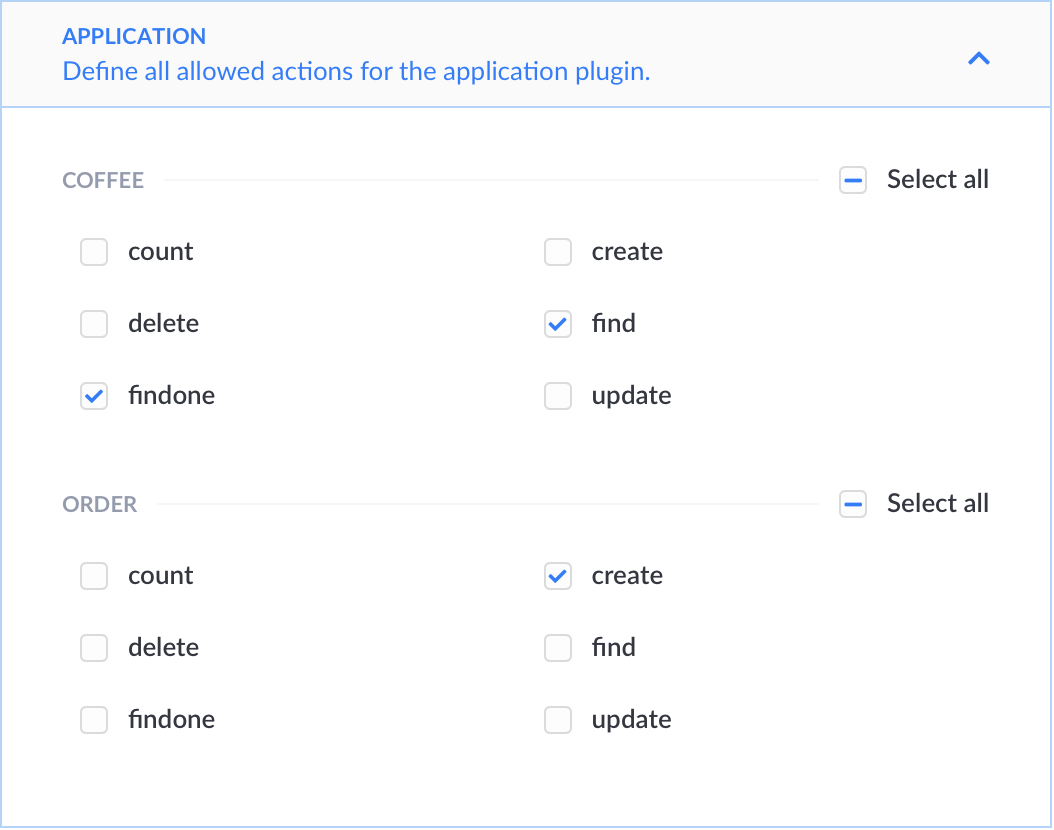 APPLICATION
Define all allowed actions for the application plugin.
COFFEE
Select all
count
create
delete
find
findone
update
ORDER
Select all
count
create
delete
find
findone
update